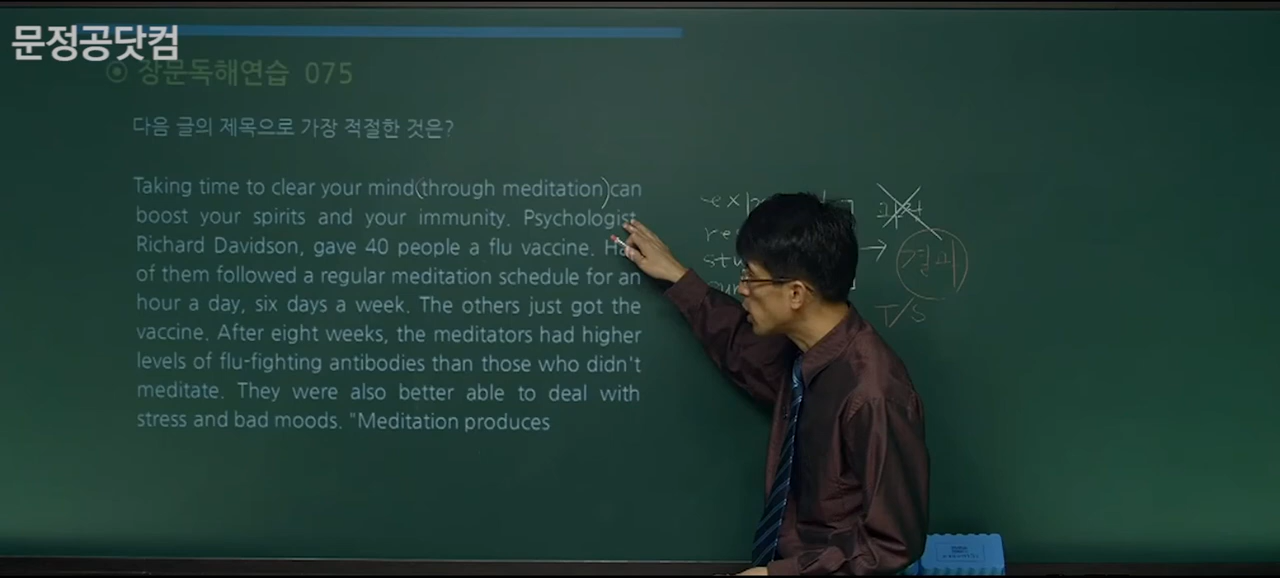 문정공닷컴
장문독해연습 075
다음 글의 제목으로 가장 적절한 것은?
Taking time to clear your mind(through meditation)can
boost your spirits and your immunity. Psychologist
Richard Davidson, gave 40 people a flu vaccine.
of them followed a regular meditation schedule for an
hour a day, six days a week. The others just got the
vaccine. After eight weeks, the meditators had higher
levels of flu-fighting antibodies than those who didn't
meditate. They were also better able to deal with
stress and bad moods. "Meditation produces
→
결과
T/S